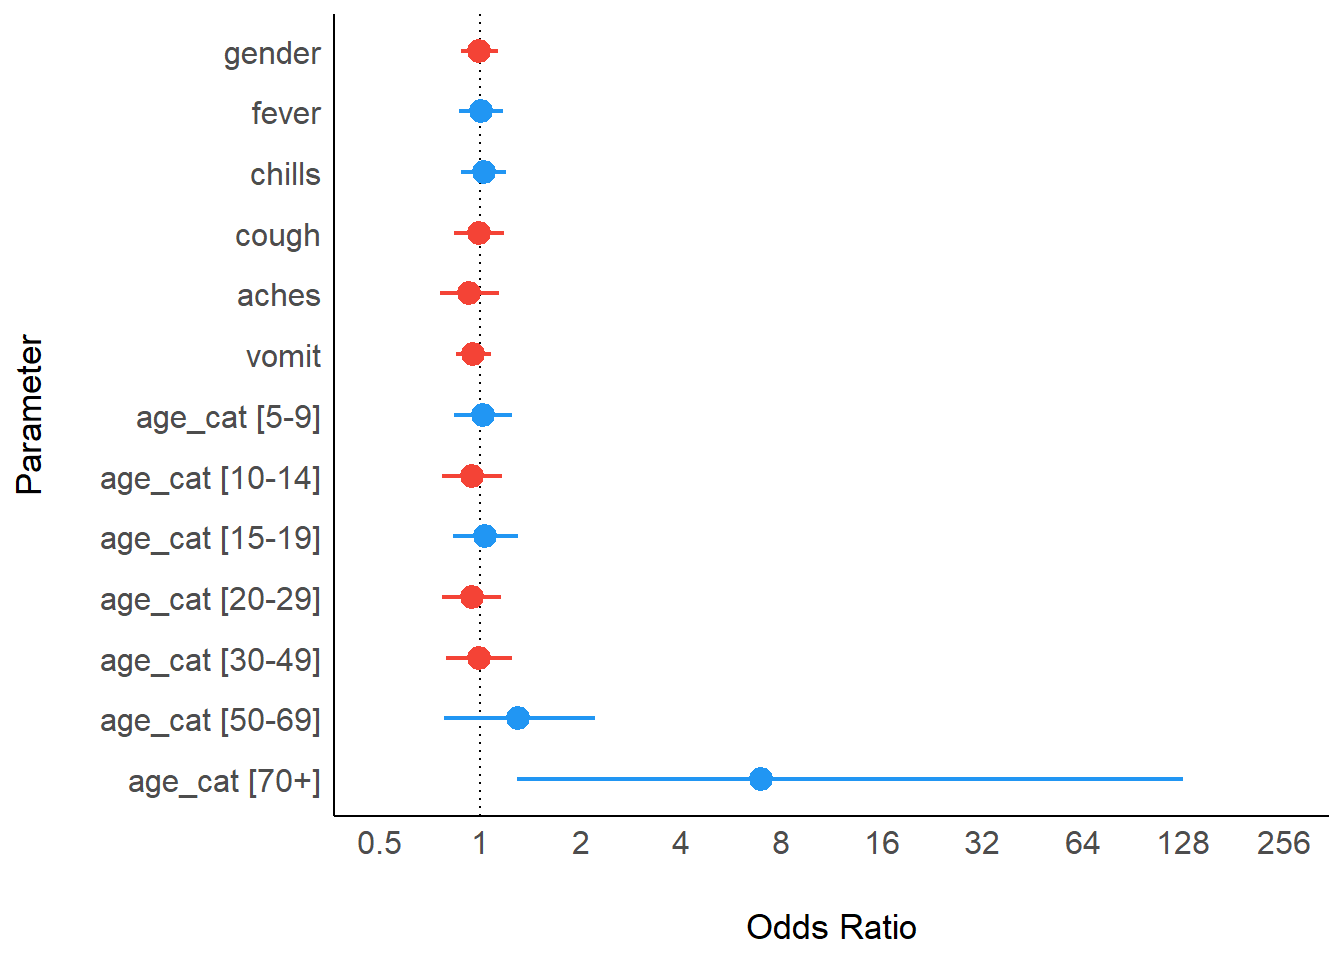 gender
fever
chills
cough
aches
vomit
age_cat [5-9]
age_cat [10-14]
age_cat [15-19]
age_cat [20-29]
age_cat [30-49]
age_cat [50-69]
age_cat [70+]
Parameter
0.5 1 2 4 8 16 32 64 128 256
Odds Ratio